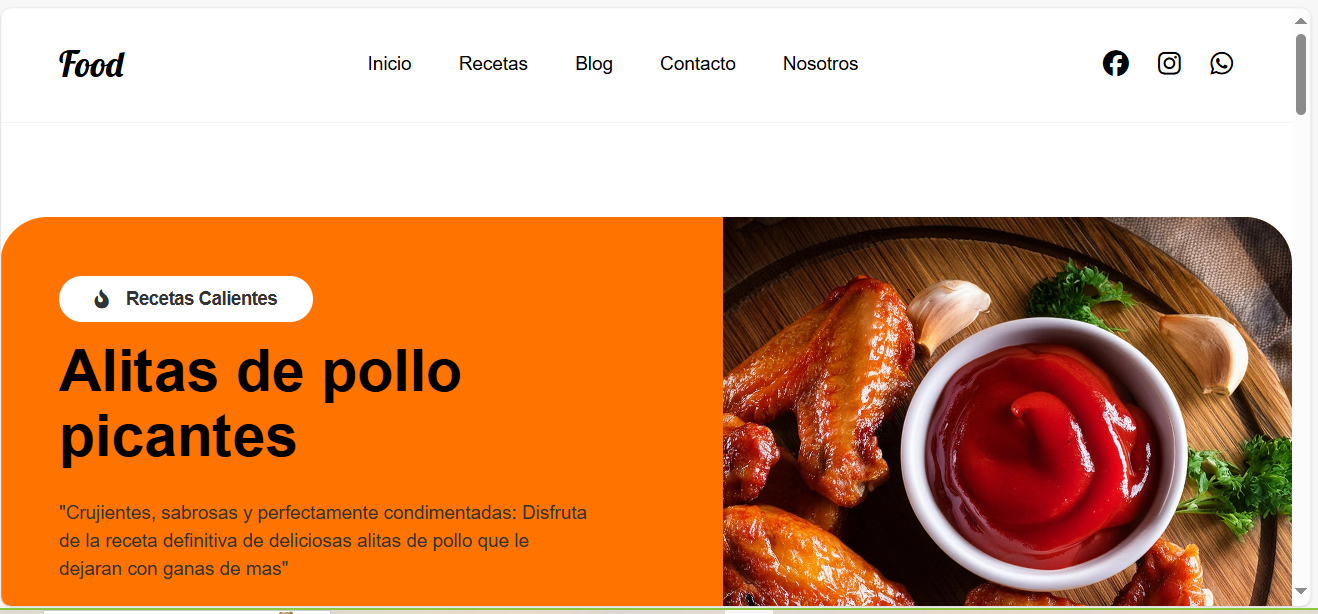 Food
Inicio
Recetas
Blog
Contacto
Nosotros
Recetas Calientes
Alitas de pollo
picantes
"Crujientes, sabrosas y perfectamente condimentadas: Disfruta
de la receta definitiva de deliciosas alitas de pollo que le
dejaran con ganas de mas"